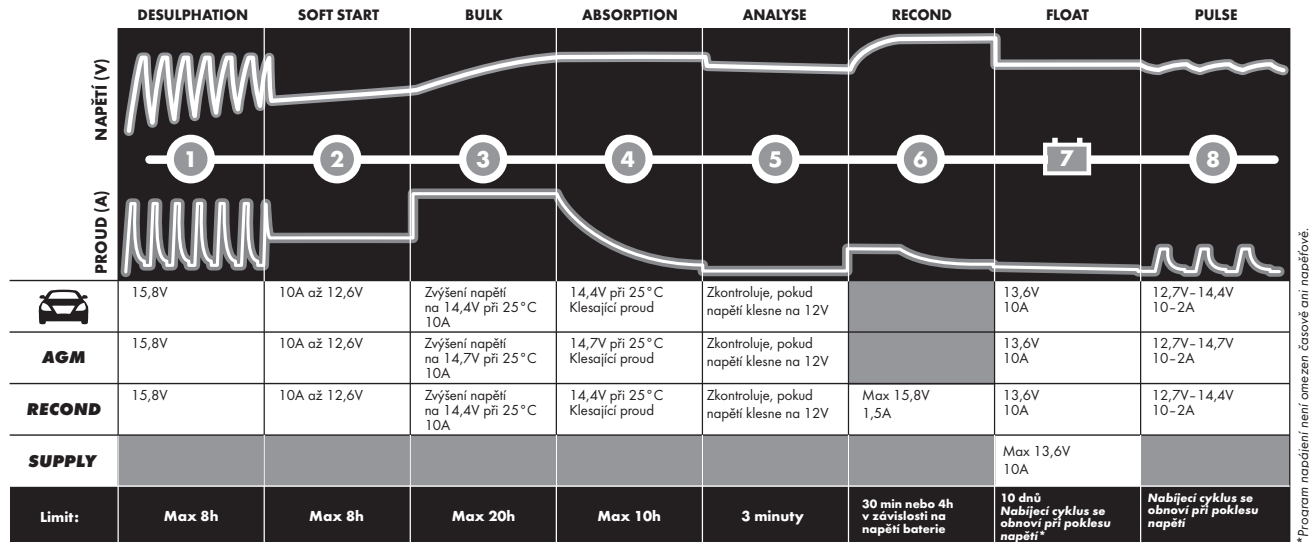 DESULPHATION SOFT START BULK ABSORPTION ANALYSE RECOND FLOAT PULSE
NAPĚTÍ (V)
1 2 3 4 5 6 7 8
PROUD (A)
15,8V
10A až 12,6V
Zvýšení napětí
na 14,4V při 25°C
10A
14,4V při 25°C
Klesající proud
Zkontroluje, pokud
napětí klesne na 12V
13,6V
10A
12,7V–14,4V
10–2A
AGM
15,8V
10A až 12,6V
Zvýšení napětí
na 14,7V při 25°C
10A
14,7V při 25°C
Klesající proud
Zkontroluje, pokud
napětí klesne na 12V
13,6V
10A
12,7V–14,7V
10–2A
RECOND
15,8V
10A až 12,6V
Zvýšení napětí
na 14,4V při 25°C
10A
14,4V při 25°C
Klesající proud
Zkontroluje, pokud
napětí klesne na 12V
Max 15,8V
1,5A
13,6V
10A
12,7V–14,4V
10–2A
SUPPLY
Max 13,6V
10A
Limit:
Max 8h
Max 8h
Max 20h
Max 10h
3 minuty
30 min nebo 4h
v závislosti na
napětí baterie
10 dnů
Nabíjecí cyklus se
obnoví při poklesu
napětí*
Nabíjecí cyklus se
obnoví při poklesu
napětí
*Program napájení není omezen časově ani napěťově.